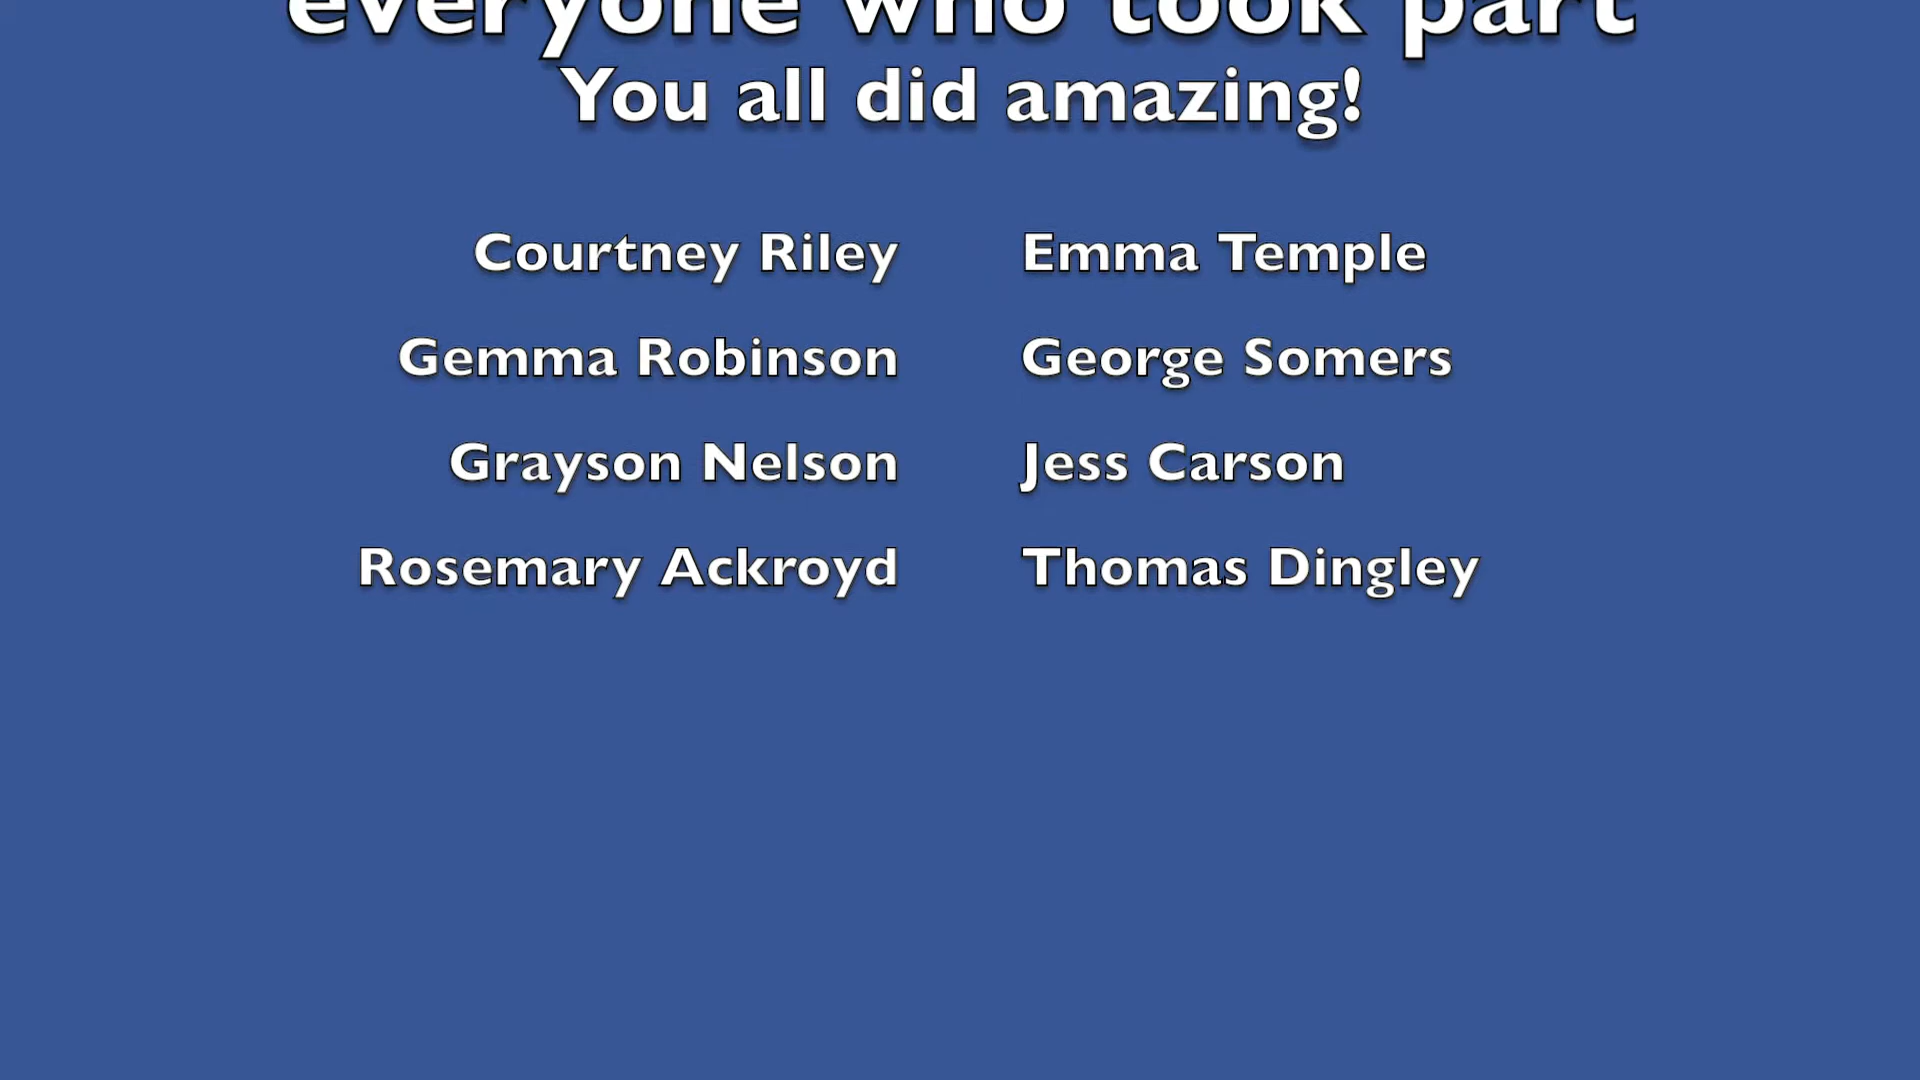 everyone who took part
You all did amazing!
Courtney Riley Emma Temple
Gemma Robinson George Somers
Grayson Nelson Jess Carson
Rosemary Ackroyd Thomas Dingley